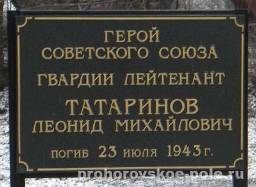 ГЕРОЙ
СОВЕТСКОГО СОЮЗА
ГВАРДИИ ЛЕЙТЕНАНТ
ТАТАРИНОВ
ЛЕОНИД МИХАЙЛОВИЧ
ПОГИБ 23 ИЮЛЯ 1943 г.
prohorovskoe-pole.ru